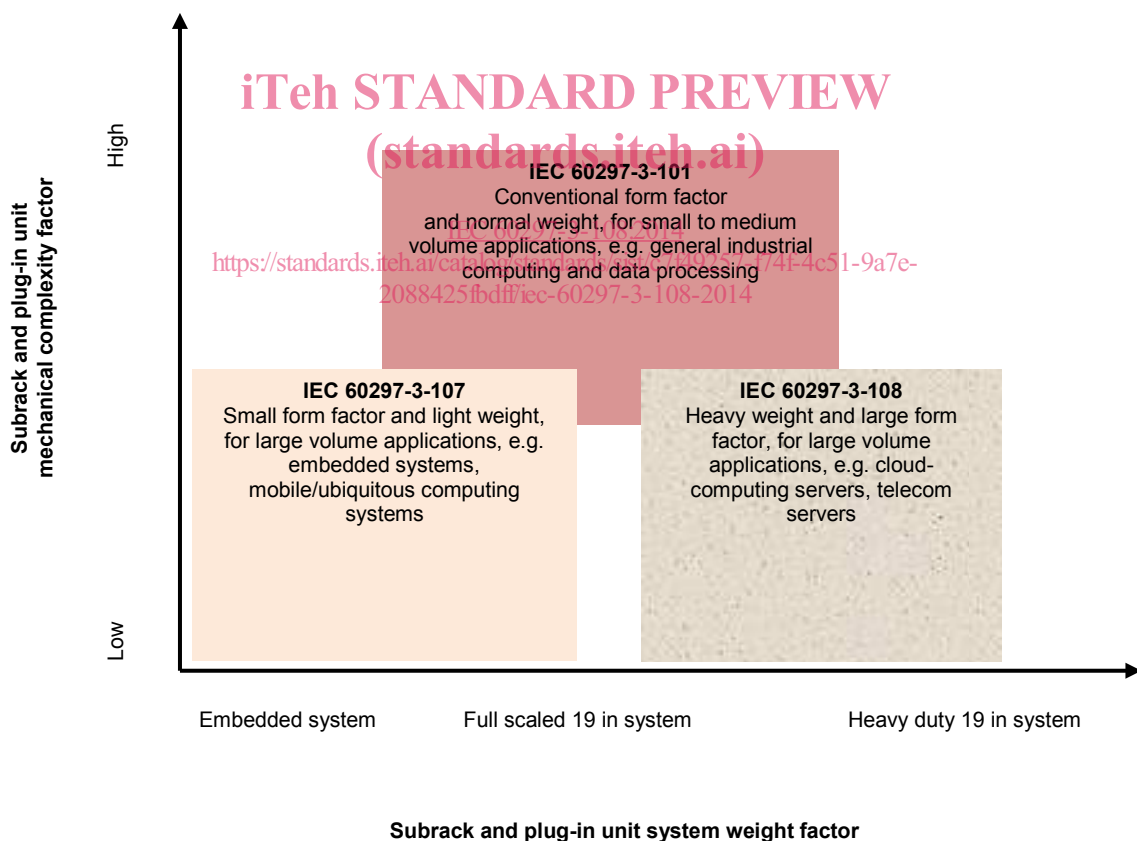 iTeh STANDARD PREVIEW
(standards.iteh.ai)
High
IEC 60297-3-101
Conventional form factor
and normal weight, for small to medium
volume applications, e.g. general industrial
computing and data processing
IEC 60297-3-108:2014
https://standards.iteh.ai/catalog/standards/sist/c7f49257-f74f-4c51-9a7e-
2088425fbdff/iec-60297-3-108-2014
Subrack and plug-in unit
mechanical complexity factor
IEC 60297-3-107
Small form factor and light weight,
for large volume applications, e.g.
embedded systems,
mobile/ubiquitous computing
systems
IEC 60297-3-108
Heavy weight and large form
factor, for large volume
applications, e.g. cloud-
computing servers, telecom
servers
Low
Embedded system
Full scaled 19 in system
Heavy duty 19 in system
Subrack and plug-in unit system weight factor